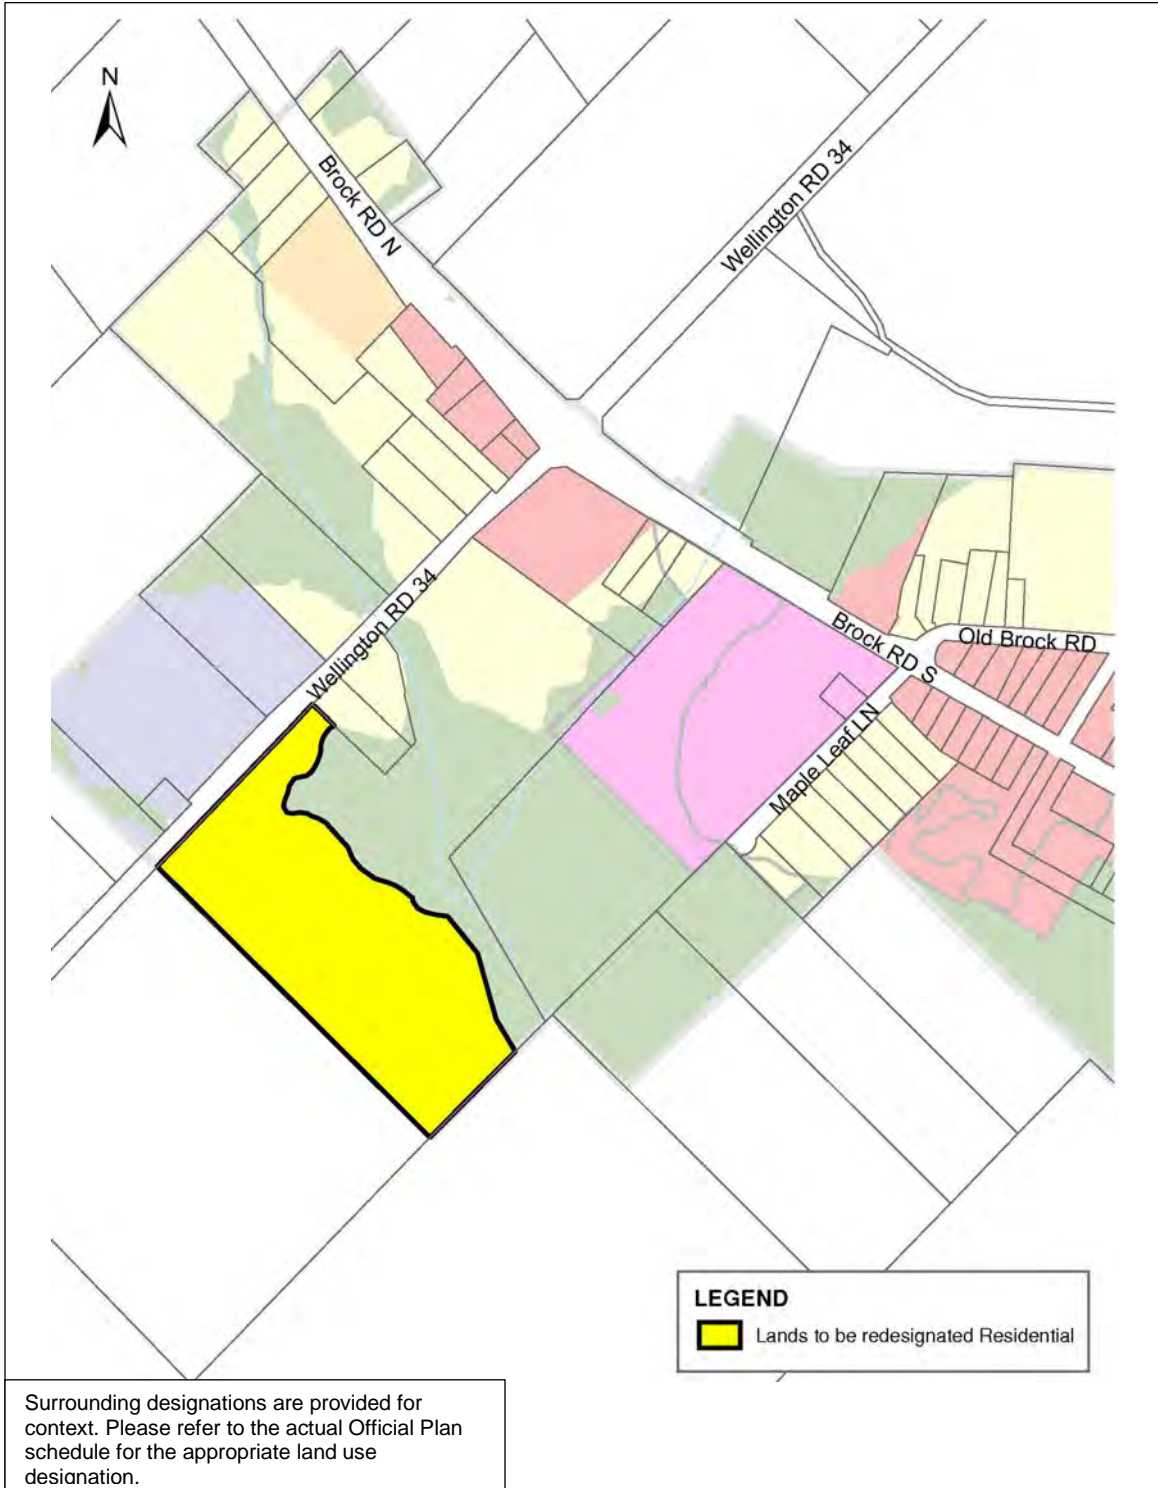 N
Brock RD N
Wellington RD 34
Wellington RD 34
Brock RD S
Old Brock RD
Maple Leaf LN
LEGEND
Lands to be redesignated Residential
Surrounding designations are provided for
context. Please refer to the actual Official Plan
schedule for the appropriate land use
designation.